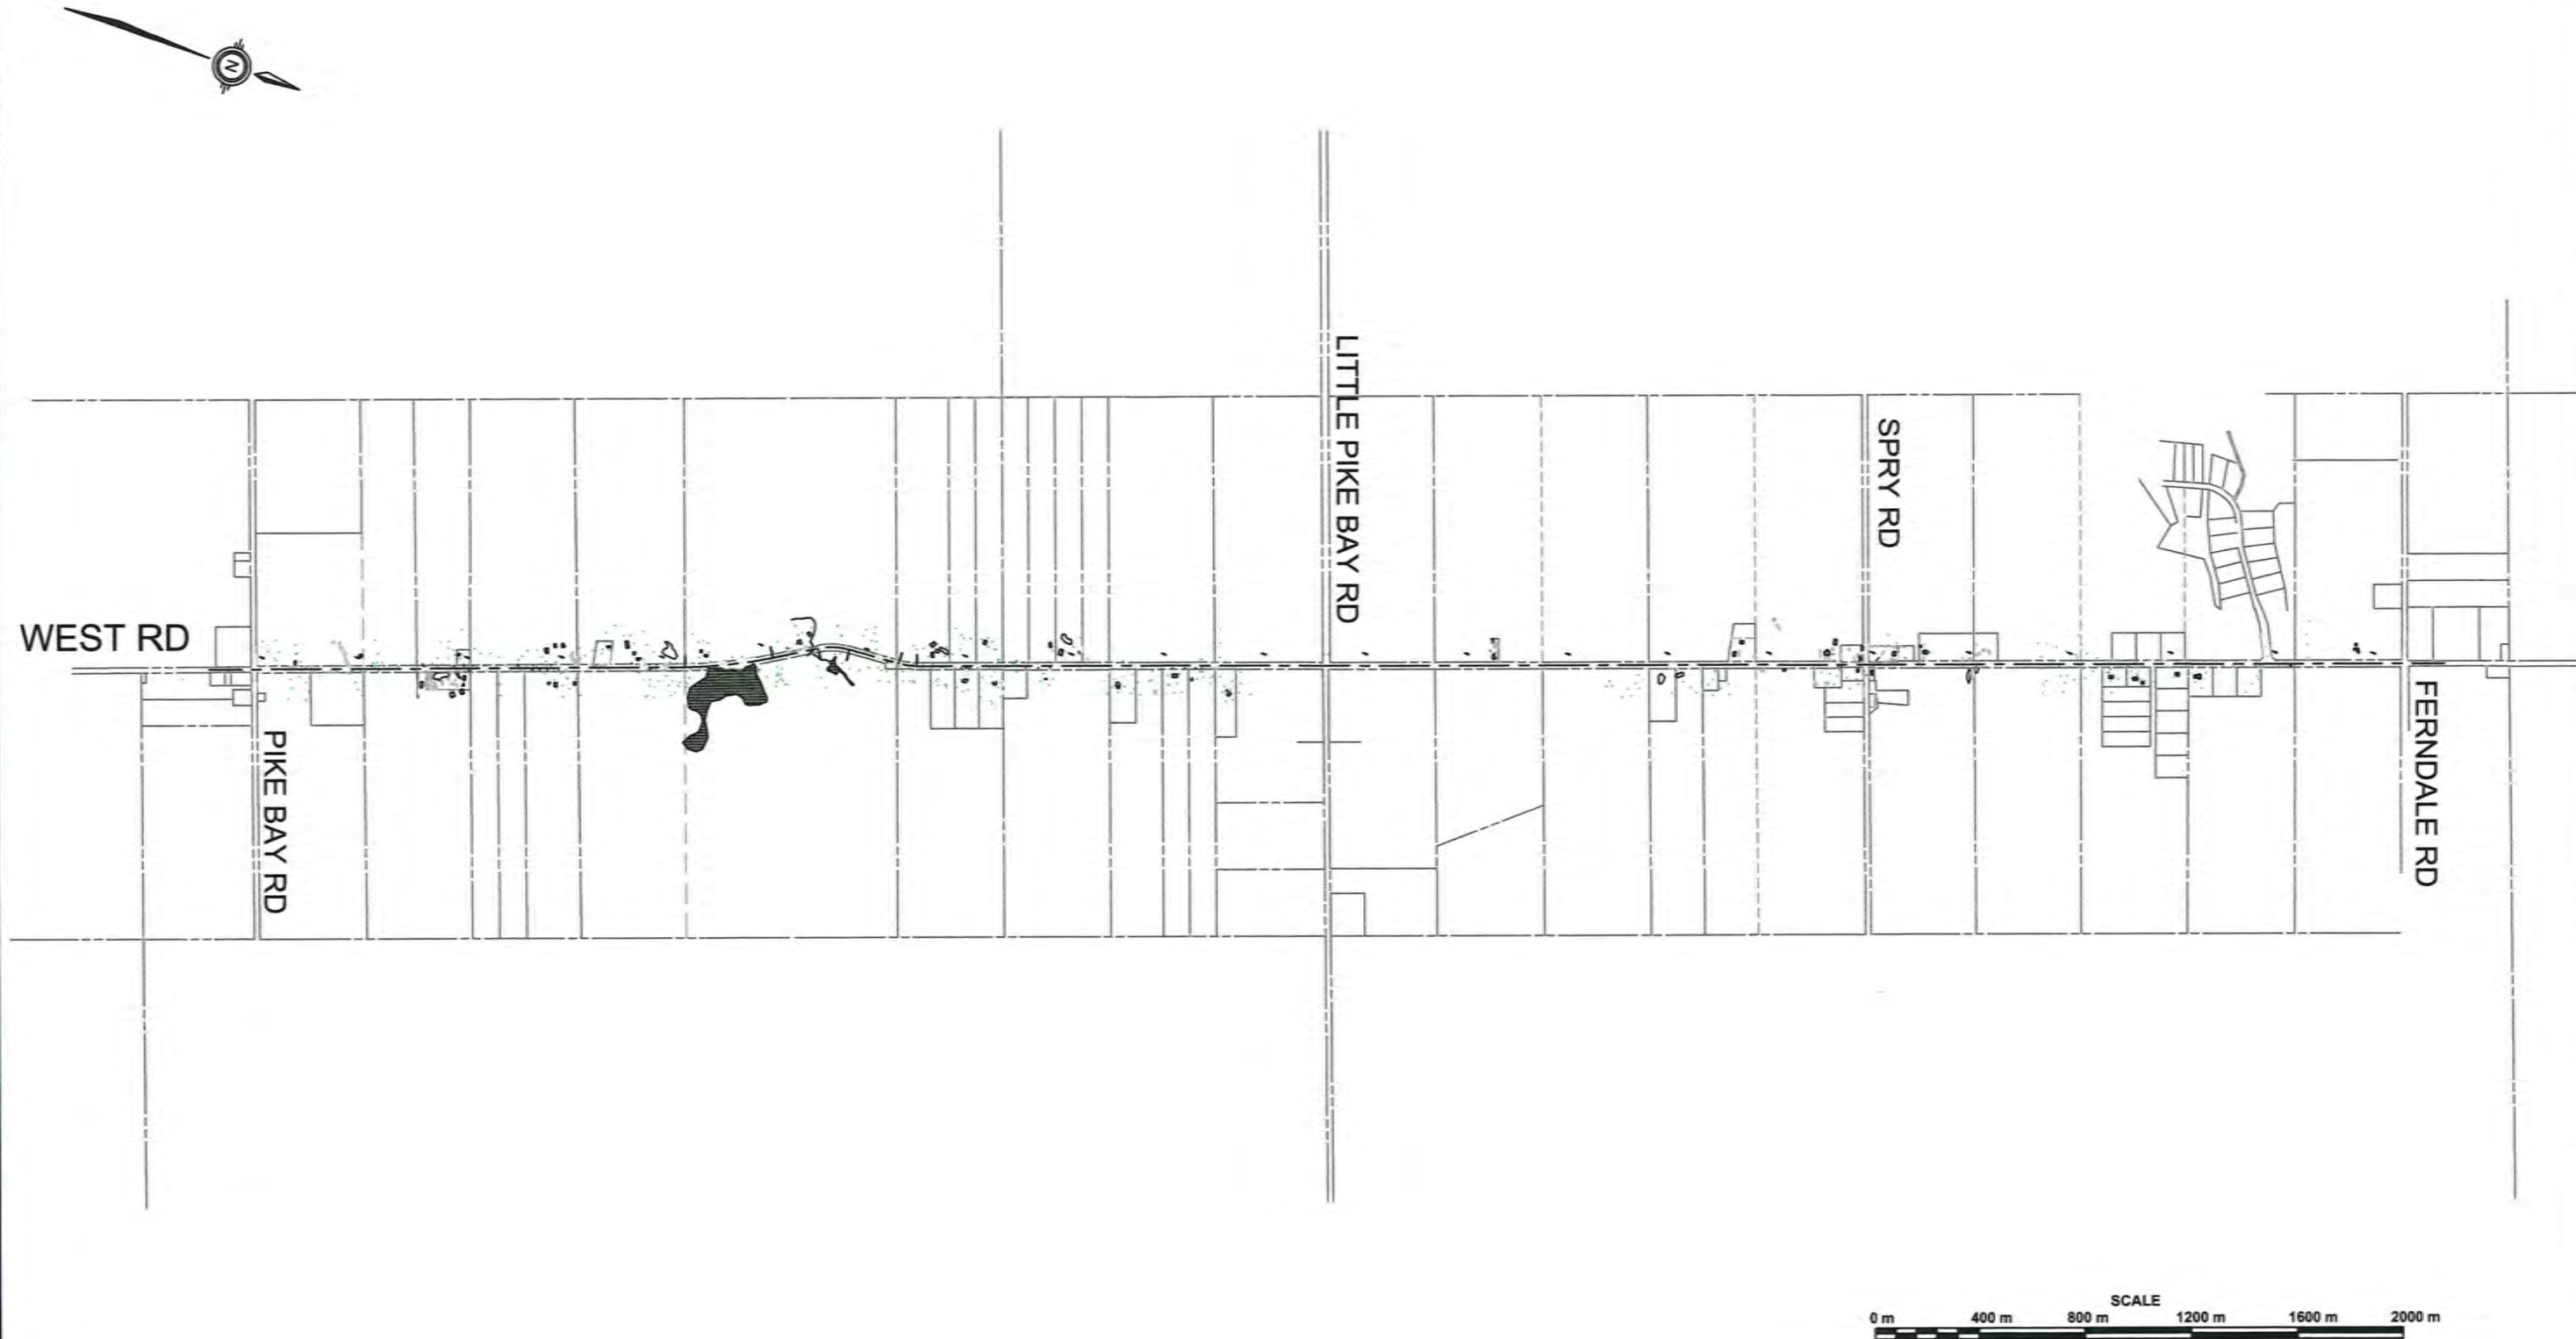 N
LITTLE PIKE BAY RD
SPRY RD
WEST RD
PIKE BAY RD
FERNDALE RD
SCALE
0 m 400 m 800 m 1200 m 1600 m 2000 m